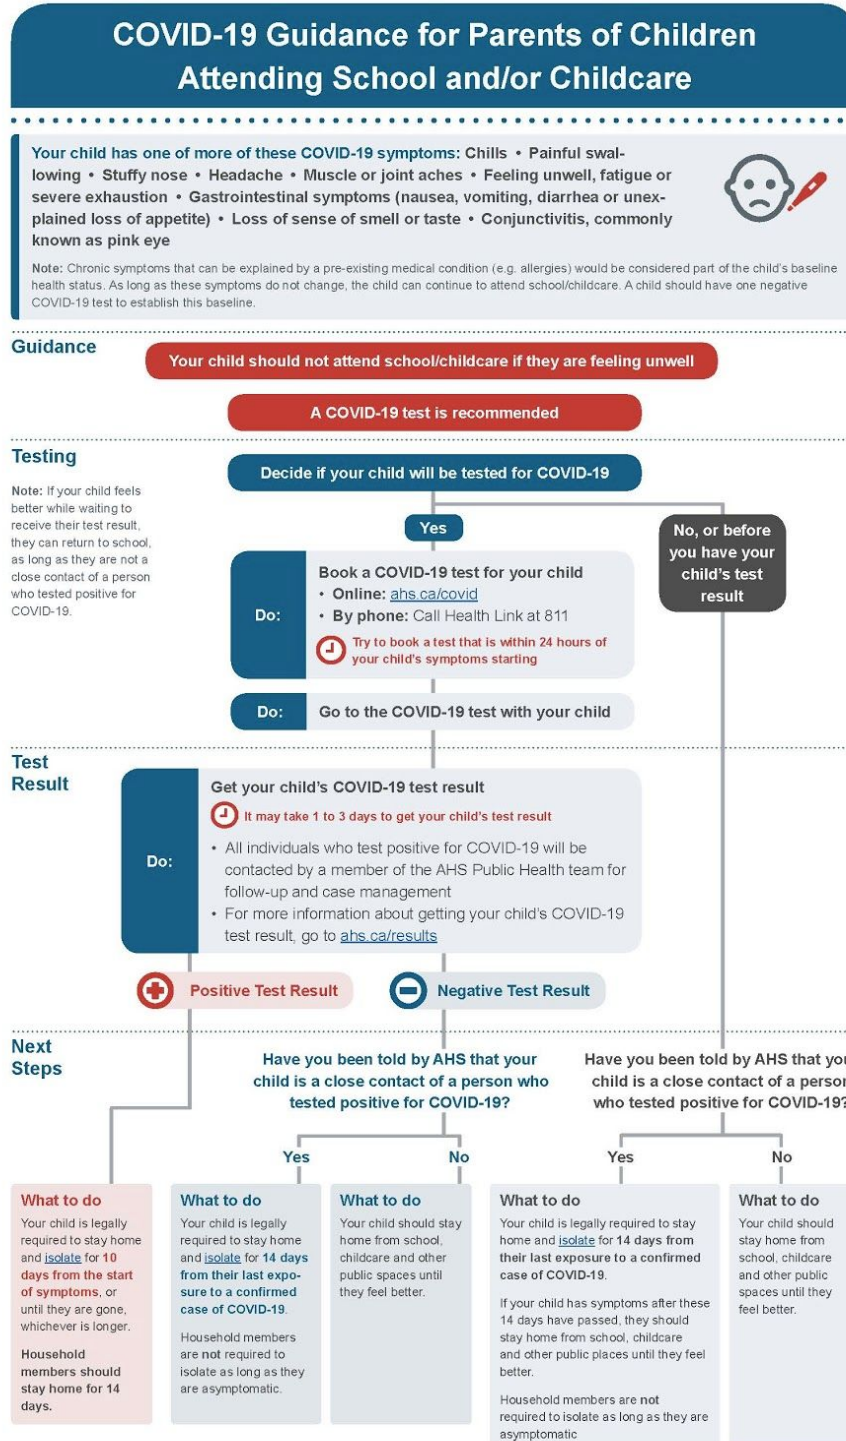 COVID-19 Guidance for Parents of Children
Attending School and/or Childcare
Your child has one of more of these COVID-19 symptoms: Chills • Painful swal-
lowing • Stuffy nose • Headache • Muscle or joint aches • Feeling unwell, fatigue or
severe exhaustion • Gastrointestinal symptoms (nausea, vomiting, diarrhea or unex-
plained loss of appetite) • Loss of sense of smell or taste • Conjunctivitis, commonly
known as pink eye
Note: Chronic symptoms that can be explained by a pre-existing medical condition (e.g. allergies) would be considered part of the child's baseline
health status. As long as these symptoms do not change, the child can continue to attend school/childcare. A child should have one negative
COVID-19 test to establish this baseline.
Guidance
Your child should not attend school/childcare if they are feeling unwell
A COVID-19 test is recommended
Testing
Note: If your child feels
better while waiting to
receive their test result,
they can return to school,
as long as they are not a
close contact of a person
who tested positive for
COVID-19.
Decide if your child will be tested for COVID-19
Yes
No, or before
you have your
child's test
result
Do:
Book a COVID-19 test for your child
• Online: ahs.ca/covid
• By phone: Call Health Link at 811
Try to book a test that is within 24 hours of
your child's symptoms starting
Do:
Go to the COVID-19 test with your child
Test
Result
Do:
Get your child's COVID-19 test result
It may take 1 to 3 days to get your child's test result
• All individuals who test positive for COVID-19 will be
contacted by a member of the AHS Public Health team for
follow-up and case management
• For more information about getting your child's COVID-19
test result, go to ahs.ca/results
Positive Test Result
Negative Test Result
Next
Steps
Have you been told by AHS that your
child is a close contact of a person who
tested positive for COVID-19?
Have you been told by AHS that you
child is a close contact of a person
who tested positive for COVID-19?
Yes
No
Yes
No
What to do
Your child is legally
required to stay home
and isolate for 10
days from the start
of symptoms, or
until they are gone,
whichever is longer.
Household
members should
stay home for 14
days.
What to do
Your child is legally
required to stay home
and isolate for 14 days
from their last expo-
sure to a confirmed
case of COVID-19.
Household members
are not required to
isolate as long as they
are asymptomatic.
What to do
Your child should stay
home from school,
childcare and other
public spaces until
they feel better.
What to do
Your child is legally required to stay
home and isolate for 14 days from
their last exposure to a confirmed
case of COVID-19.
If your child has symptoms after these
14 days have passed, they should
stay home from school, childcare
and other public places until they feel
better.
Household members are not
required to isolate as long as they are
asymptomatic
What to do
Your child should
stay home from
school, childcare
and other public
spaces until they
feel better.